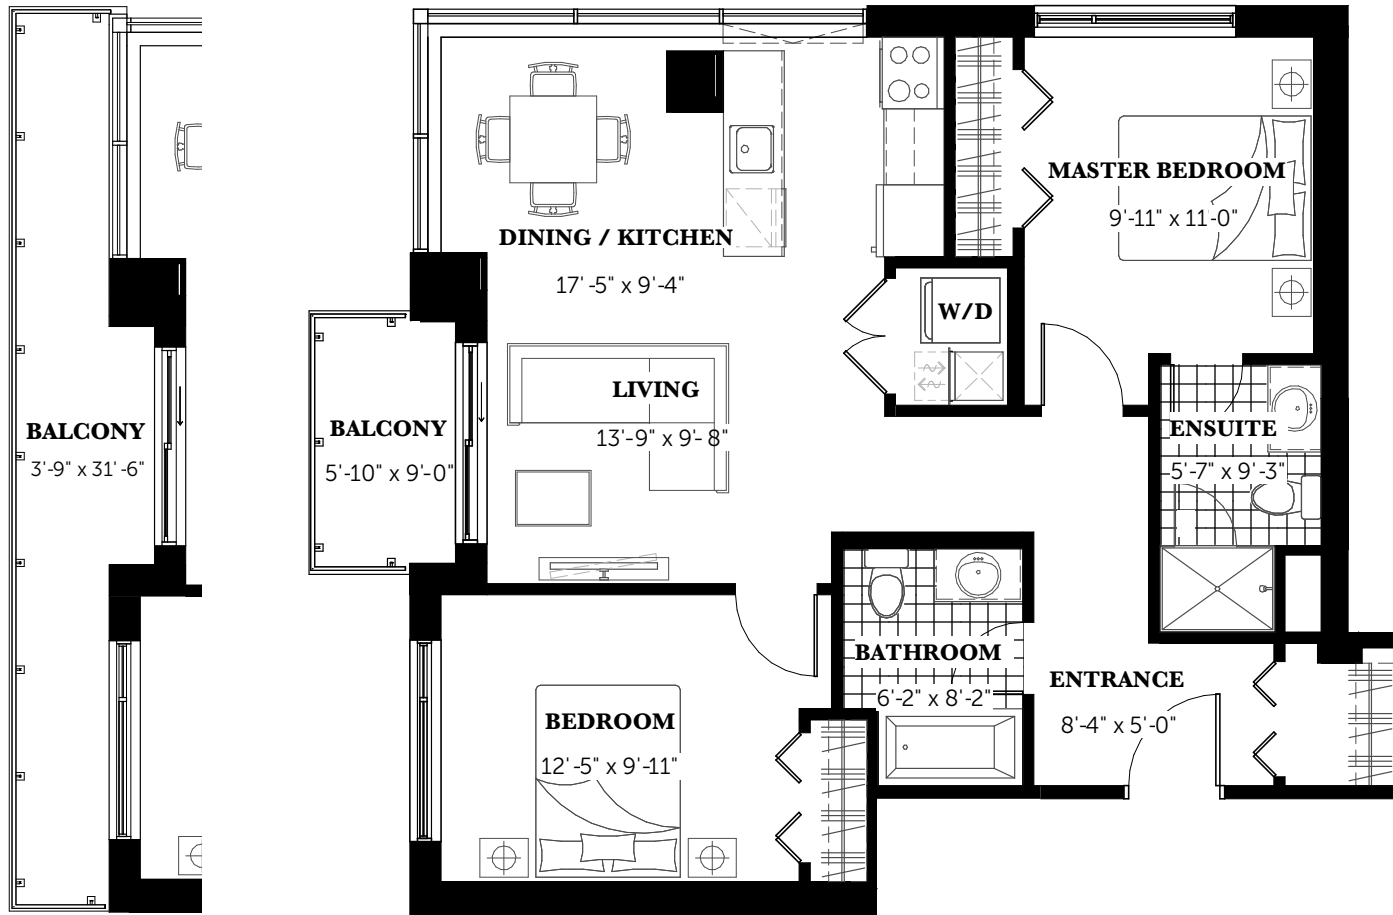 MASTER BEDROOM
9'-11" x 11'-0"
DINING / KITCHEN
17'-5" x 9'-4"
W/D
LIVING
13'-9" x 9'-8"
BALCONY
3'-9" x 31'-6"
BALCONY
5'-10" x 9'-0"
ENSUITE
5'-7" x 9'-3"
BATHROOM
6'-2" x 8'-2"
ENTRANCE
8'-4" x 5'-0"
BEDROOM
12'-5" x 9'-11"